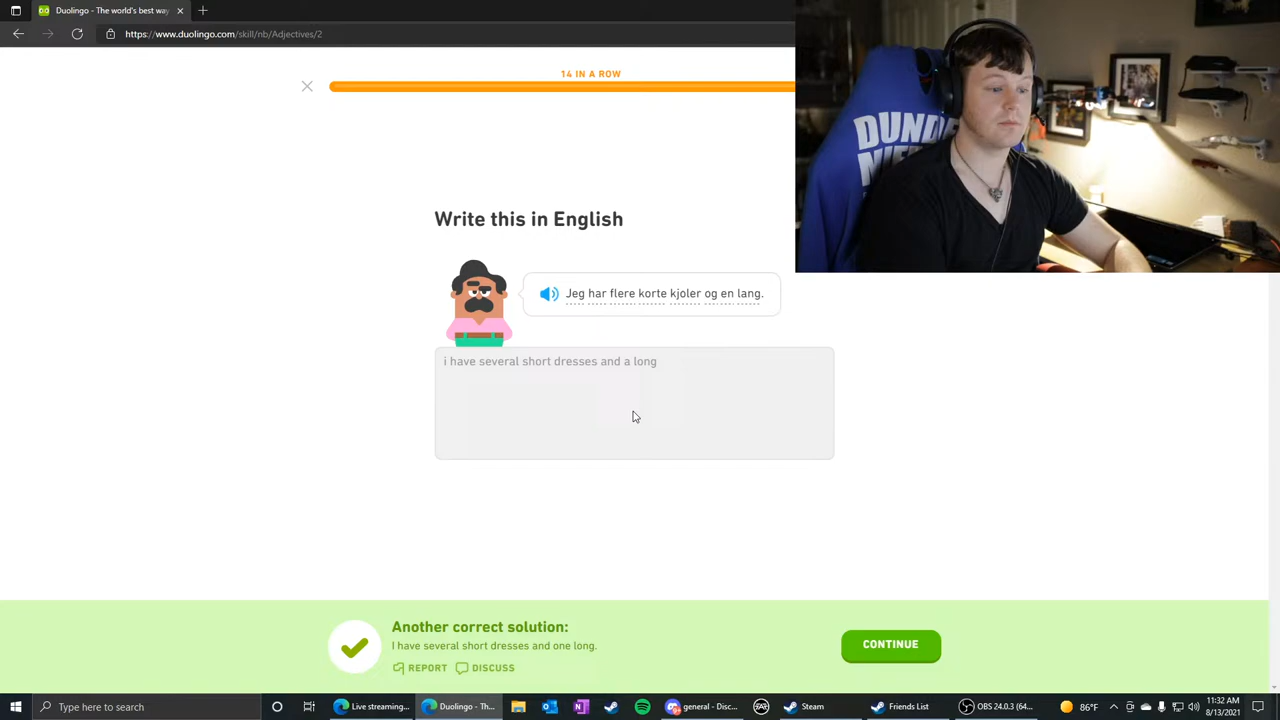 Duolingo - The world's best way
https://www.duolingo.com/skill/nb/Adjectives/2
14 IN A ROW
Write this in English
Jeg har flere korte kjoler og en lang.
i have several short dresses and a long
Another correct solution:
I have several short dresses and one long.
REPORT DISCUSS
CONTINUE
Type here to search
Live streaming...
Duolingo - Th...
general - Disc...
Steam
Friends List
OBS 24.0.3 (64...
86°F
11:32 AM
8/13/2021